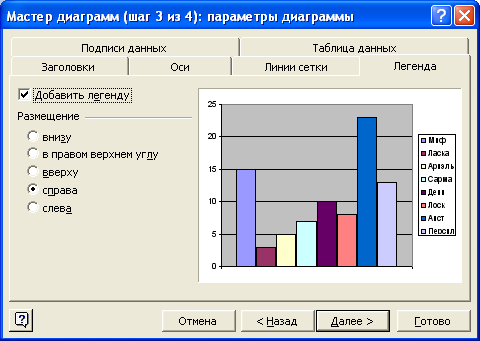 Мастер диаграмм (шаг 3 из 4): параметры диаграммы
Подписи данных
Таблица данных
Заголовки
Оси
Линии сетки
Легенда
Добавить легенду
Размещение
внизу
в правом верхнем углу
вверху
справа
слева
25
20
15
10
5
0
Миф
Ласка
Ариэль
Сарма
Дени
Лоск
Аист
Персил
Отмена
< Назад
Далее >
Готово